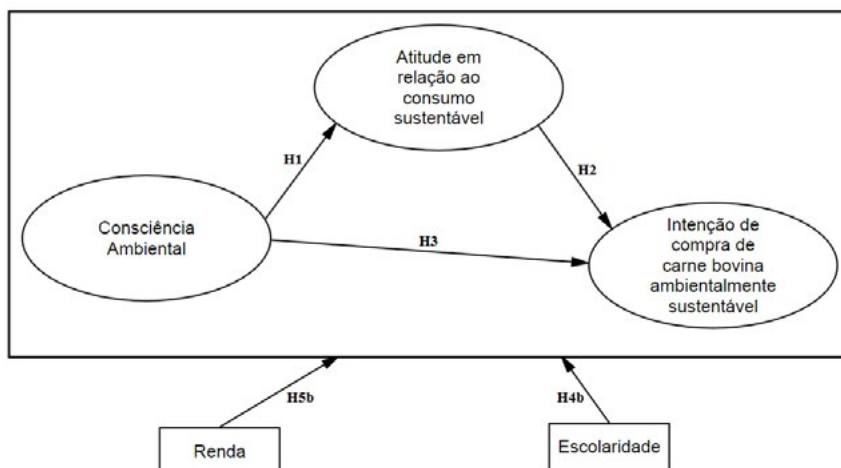 Atitude em
relação ao
consumo
sustentável
H1
H2
Consciência
Ambiental
H3
Intenção de
compra de
carne bovina
ambientalmente
sustentável
H5b
H4b
Renda
Escolaridade